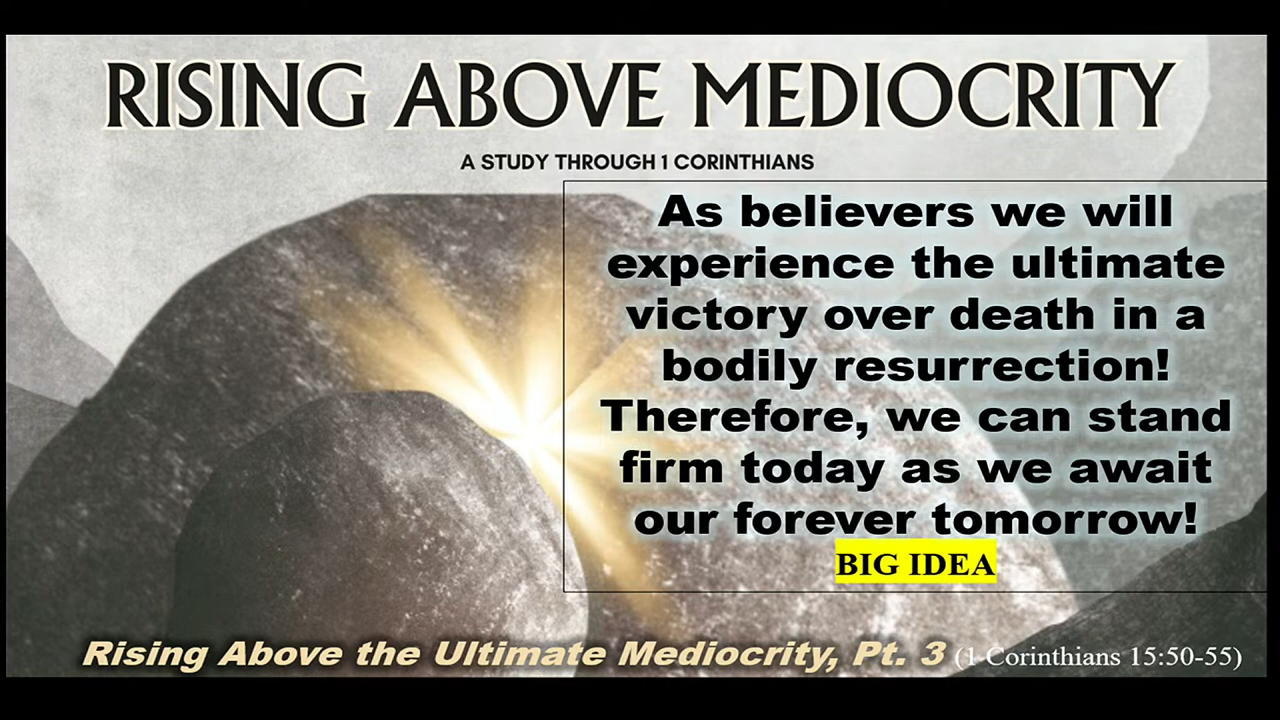 RISING ABOVE MEDIOCRITY
A STUDY THROUGH 1 CORINTHIANS
As believers we will
experience the ultimate
victory over death in a
bodily resurrection!
Therefore, we can stand
firm today as we await
our forever tomorrow!
BIG IDEA
Rising Above the Ultimate Mediocrity, Pt. 3 (1 Corinthians 15:50-55)